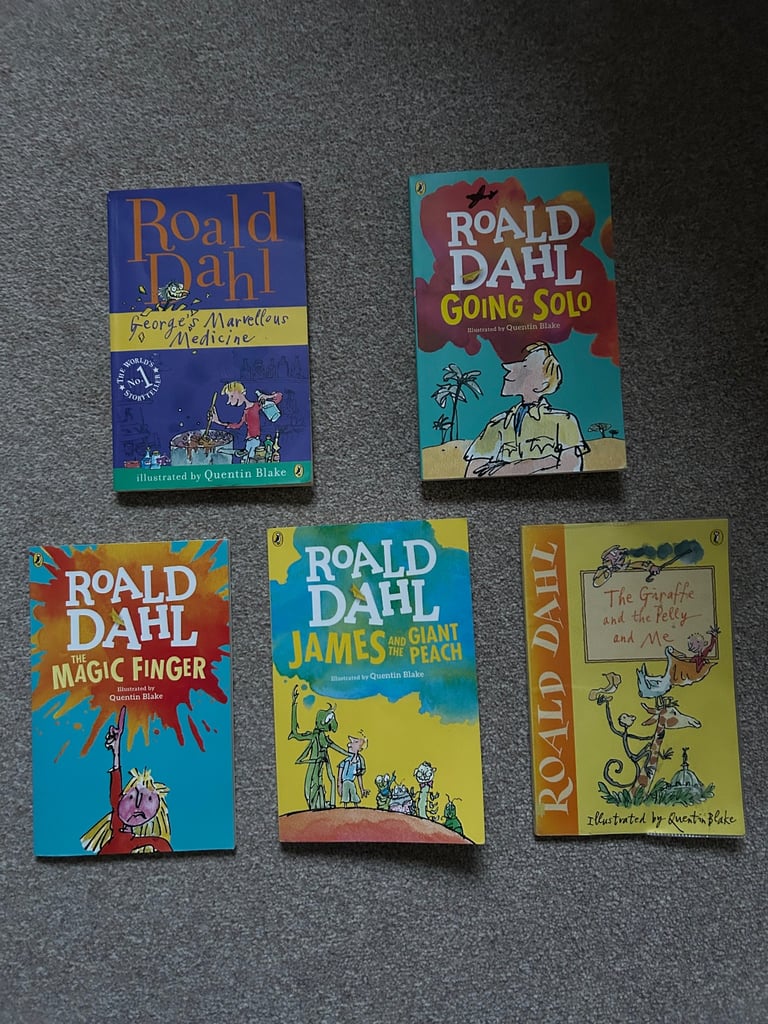 Roald
Dahl
George's Marvellous
Medicine
THE WORLD'S
No.1
STORYTELLER
illustrated by Quentin Blake
ROALD
DAHL
GOING SOLO
Illustrated by Quentin Blake
ROALD
DAHL
THE
MAGIC FINGER
Illustrated by
Quentin Blake
ROALD
DAHL
JAMES AND THE GIANT
PEACH
Illustrated by Quentin Blake
ROALD DAHL
The Giraffe
and the Pelly
and Me
Illustrated by Quentin Blake